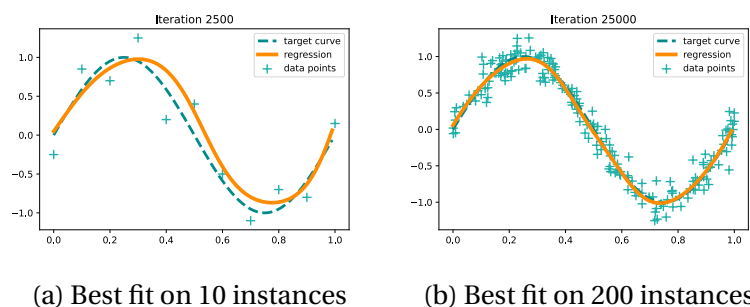 Iteration 2500
target curve
regression
data points
1.0
0.5
0.0
−0.5
−1.0
0.0 0.2 0.4 0.6 0.8 1.0
(a) Best fit on 10 instances
Iteration 25000
target curve
regression
data points
1.0
0.5
0.0
−0.5
−1.0
0.0 0.2 0.4 0.6 0.8 1.0
(b) Best fit on 200 instances